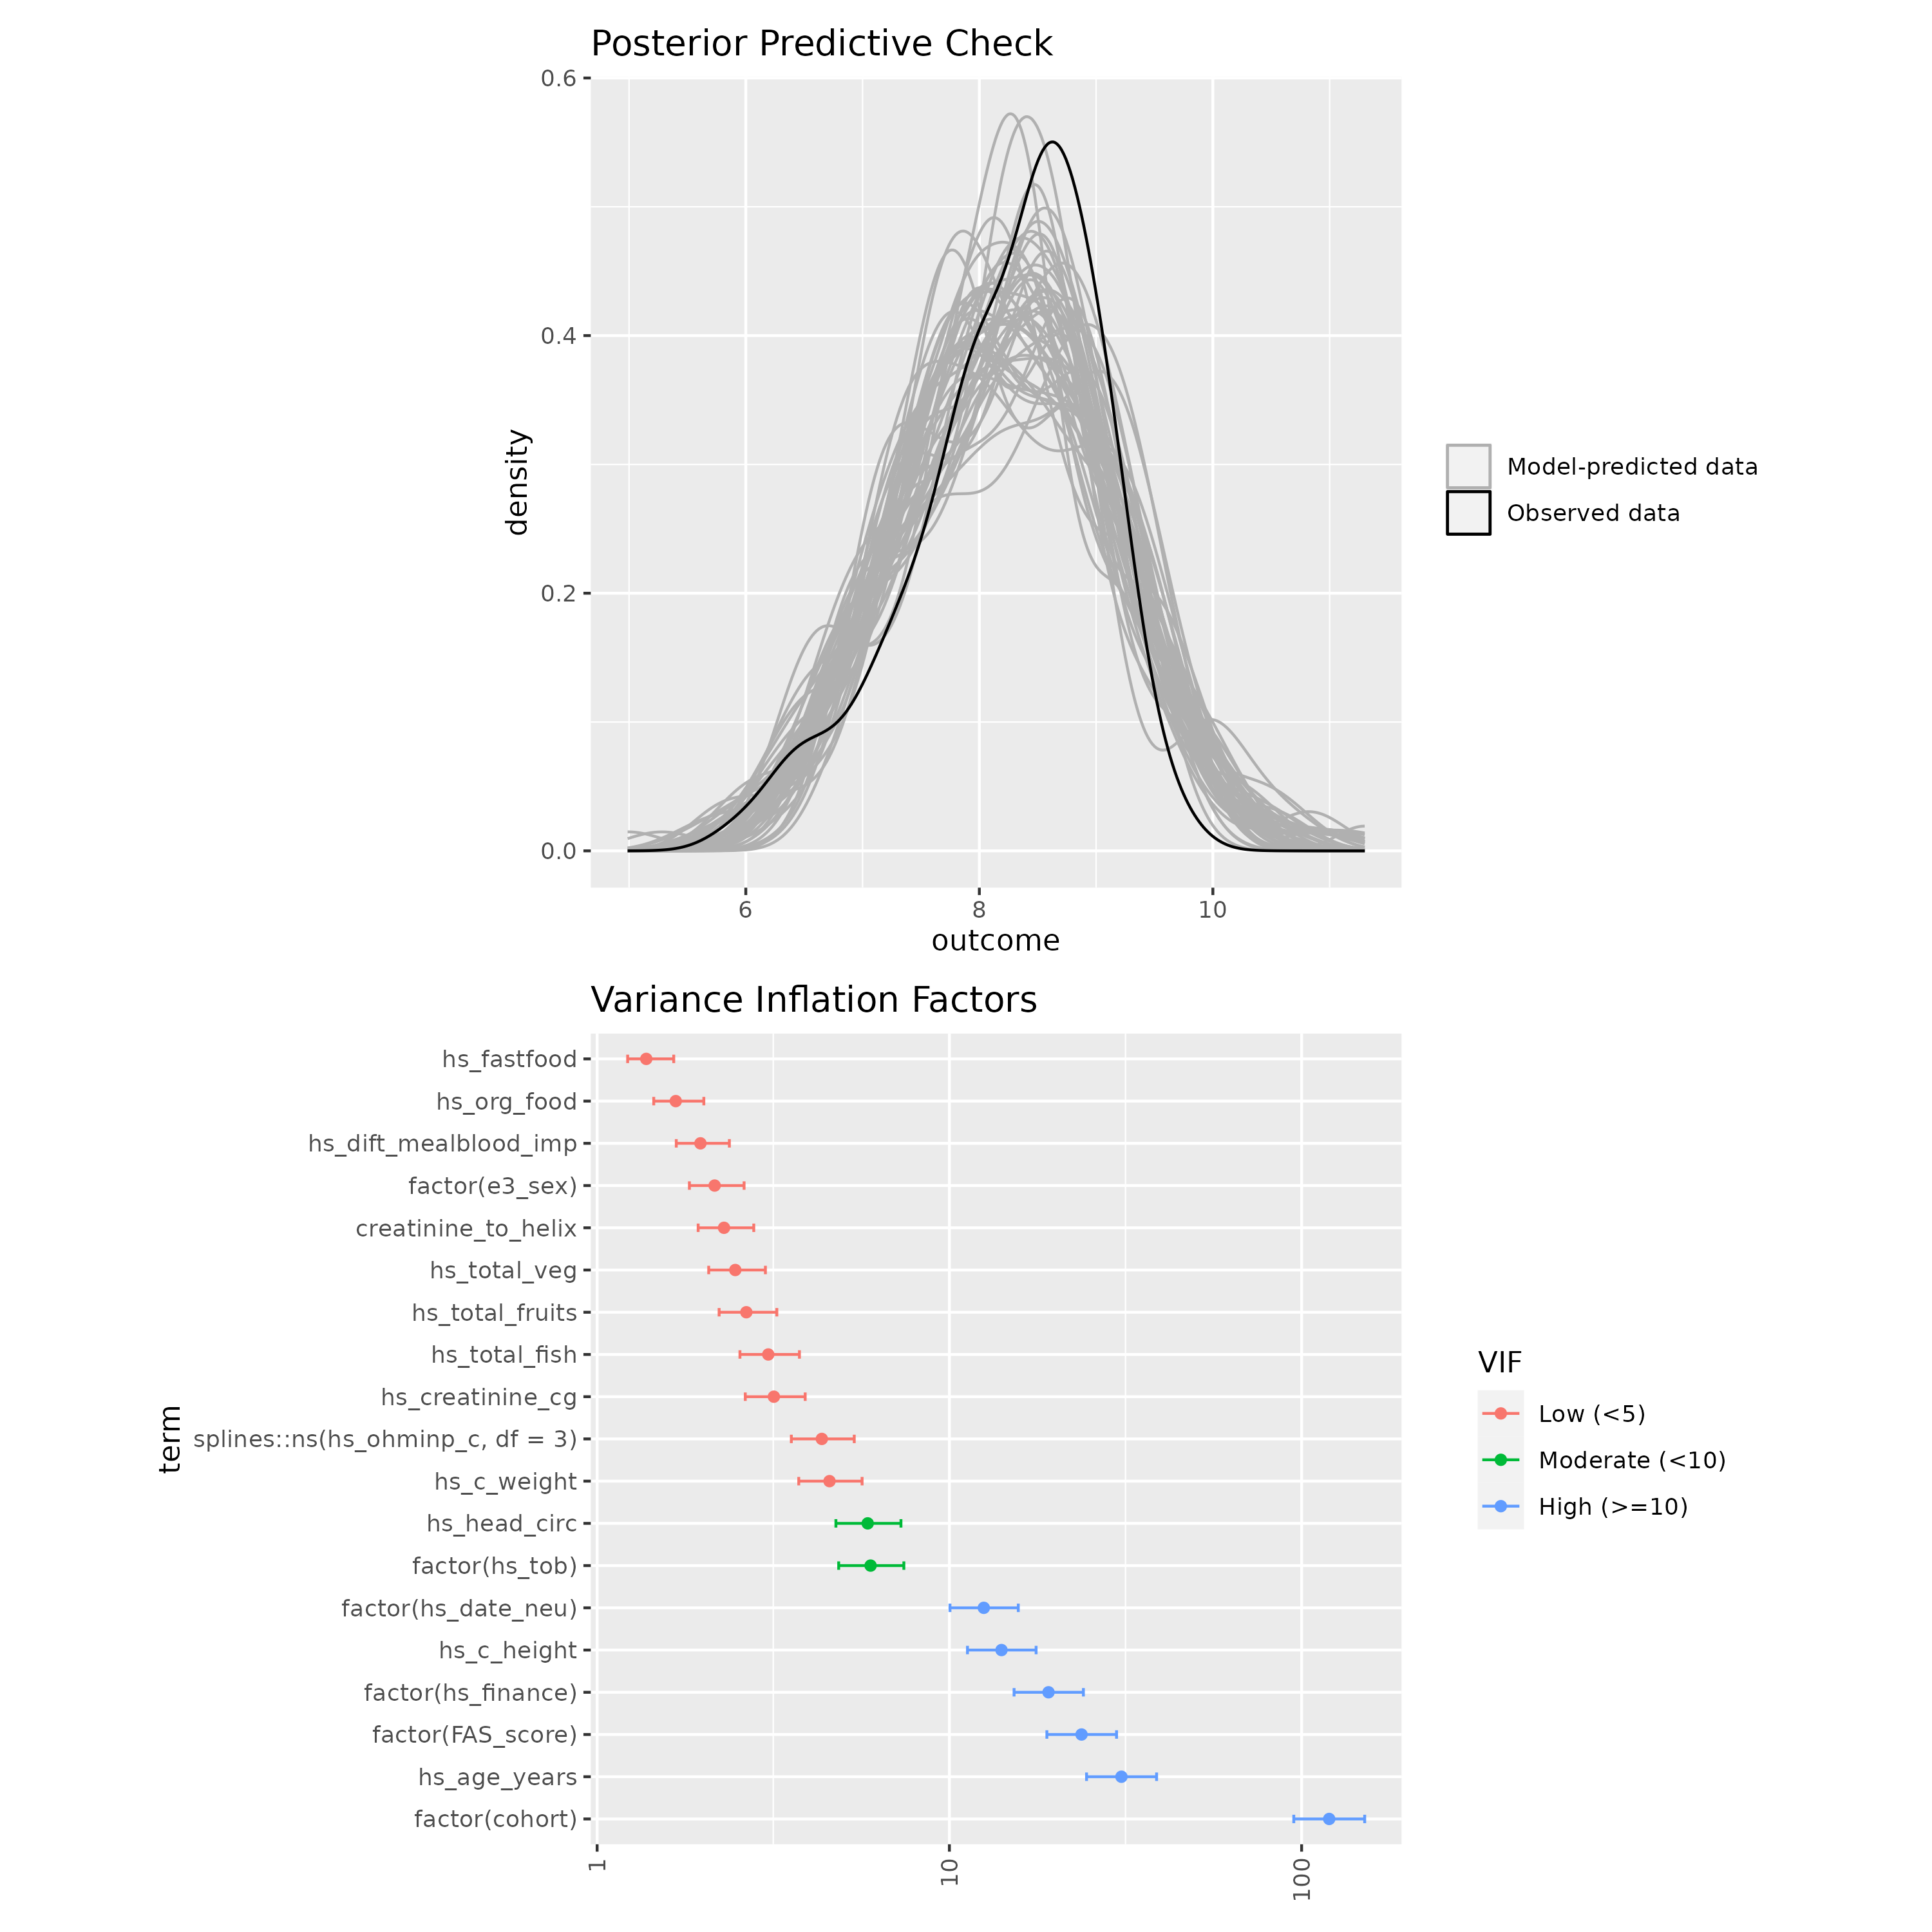 Posterior Predictive Check
0.6
0.4
0.2
0.0
density
6
8
10
outcome
Model-predicted data
Observed data
Variance Inflation Factors
hs_fastfood
hs_org_food
hs_dift_mealblood_imp
factor(e3_sex)
creatinine_to_helix
hs_total_veg
hs_total_fruits
hs_total_fish
hs_creatinine_cg
splines::ns(hs_ohminp_c, df = 3)
hs_c_weight
hs_head_circ
factor(hs_tob)
factor(hs_date_neu)
hs_c_height
factor(hs_finance)
factor(FAS_score)
hs_age_years
factor(cohort)
term
1
10
100
VIF
Low (<5)
Moderate (<10)
High (>=10)